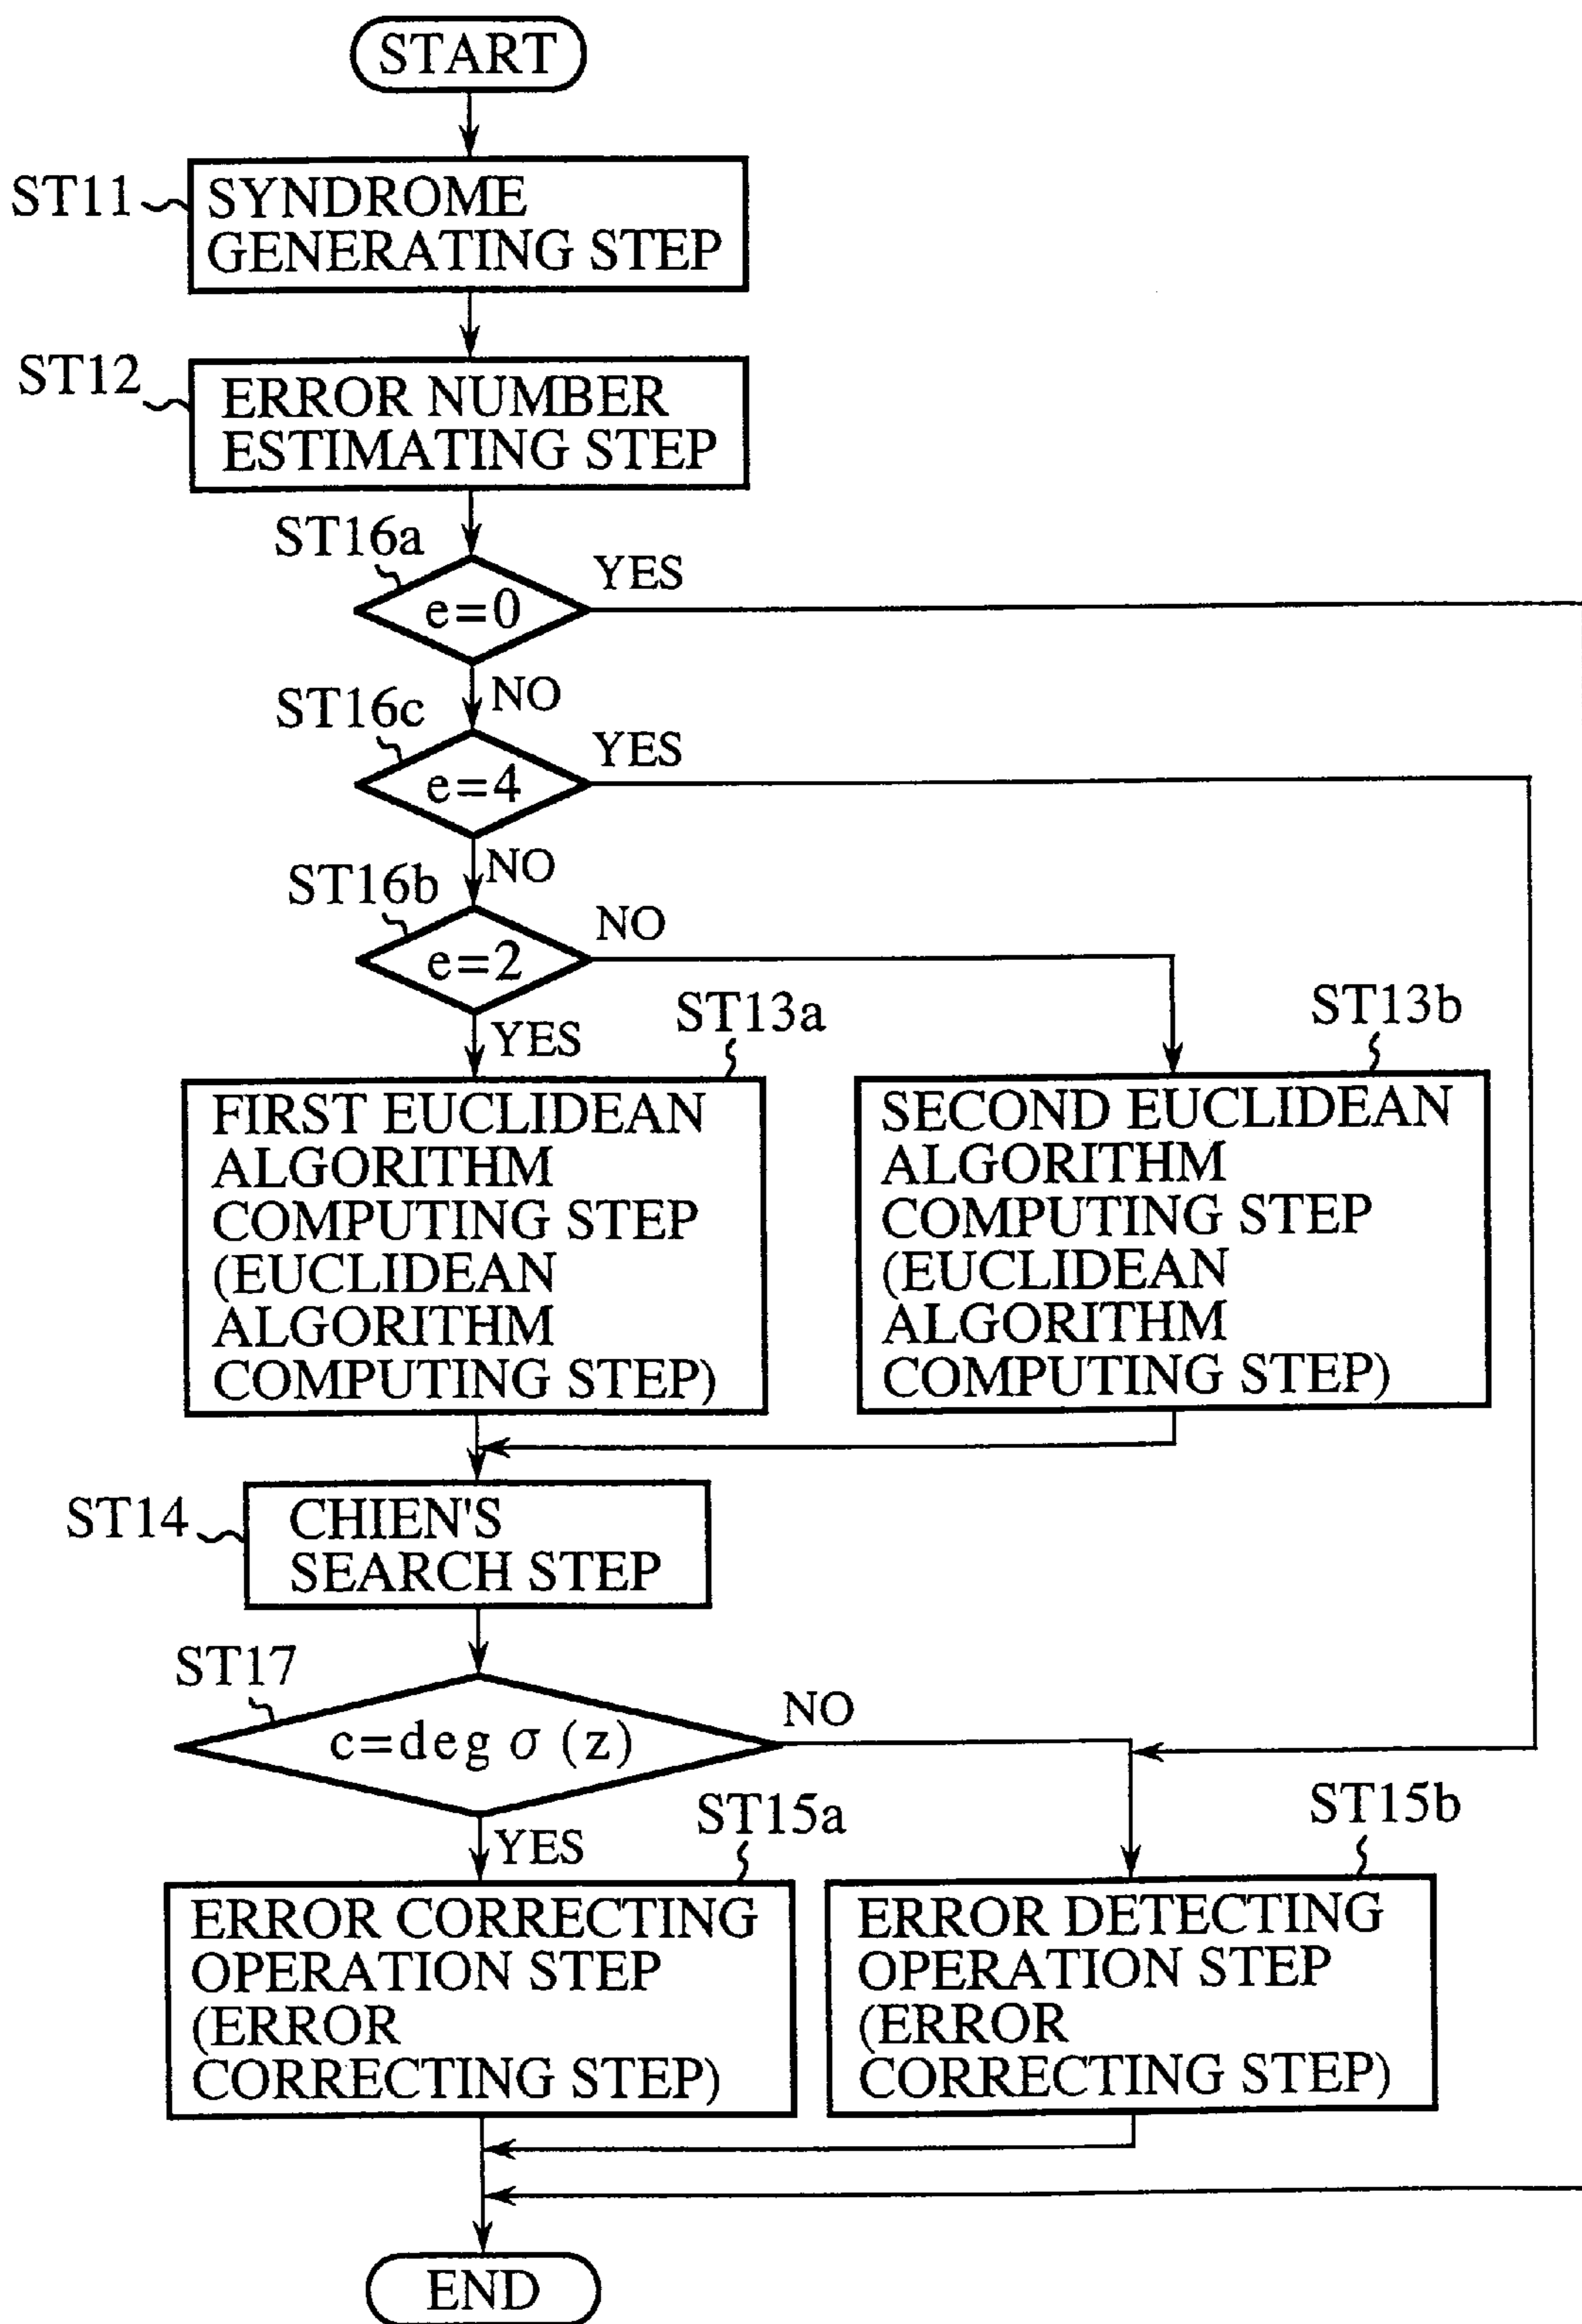 START
ST11
SYNDROME
GENERATING STEP
ST12
ERROR NUMBER
ESTIMATING STEP
ST16a
YES
e=0
NO
ST16c
YES
e=4
NO
ST16b
NO
e=2
YES
ST13a
ST13b
FIRST EUCLIDEAN
ALGORITHM
COMPUTING STEP
(EUCLIDEAN
ALGORITHM
COMPUTING STEP)
SECOND EUCLIDEAN
ALGORITHM
COMPUTING STEP
(EUCLIDEAN
ALGORITHM
COMPUTING STEP)
ST14
CHIEN'S
SEARCH STEP
ST17
NO
c=deg σ (z)
YES
ST15a
ST15b
ERROR CORRECTING
OPERATION STEP
(ERROR
CORRECTING STEP)
ERROR DETECTING
OPERATION STEP
(ERROR
CORRECTING STEP)
END